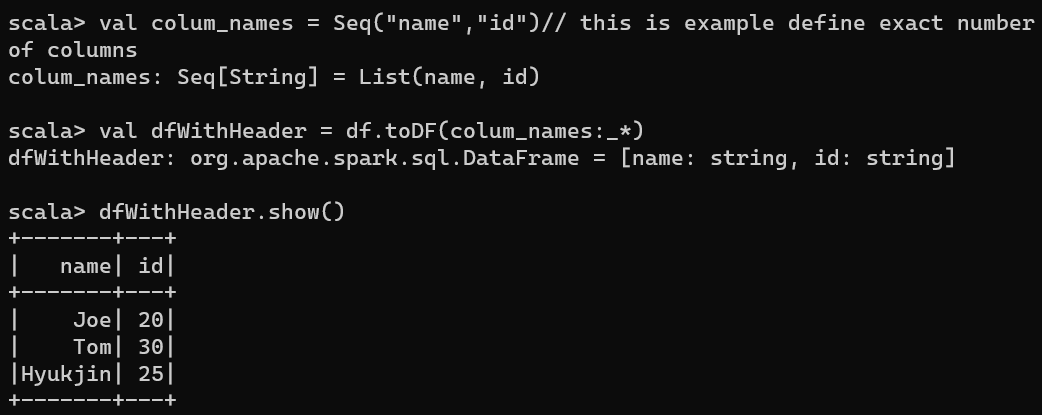 scala> val colum_names = Seq("name","id")// this is example define exact number
of columns
colum_names: Seq[String] = List(name, id)
scala> val dfWithHeader = df.toDF(colum_names:_*)
dfWithHeader: org.apache.spark.sql.DataFrame = [name: string, id: string]
scala> dfWithHeader.show()
+-------+---+
|   name| id|
+-------+---+
|    Joe| 20|
|    Tom| 30|
|Hyukjin| 25|
+-------+---+